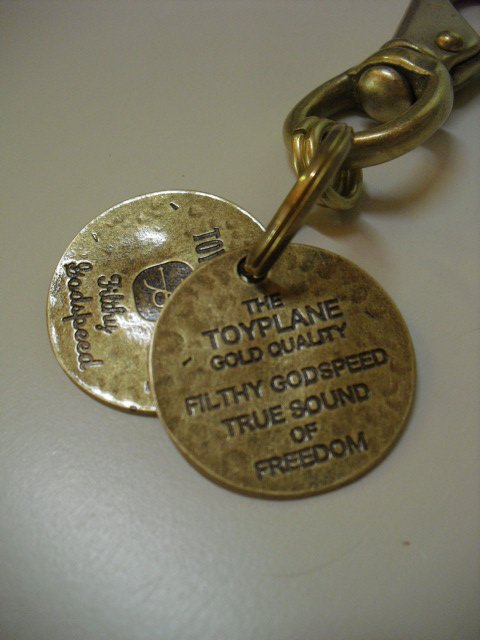 THE
TOYPLANE
GOLD QUALITY
FILTHY GODSPEED
TRUE SOUND
OF
FREEDOM
Filthy
Godspeed